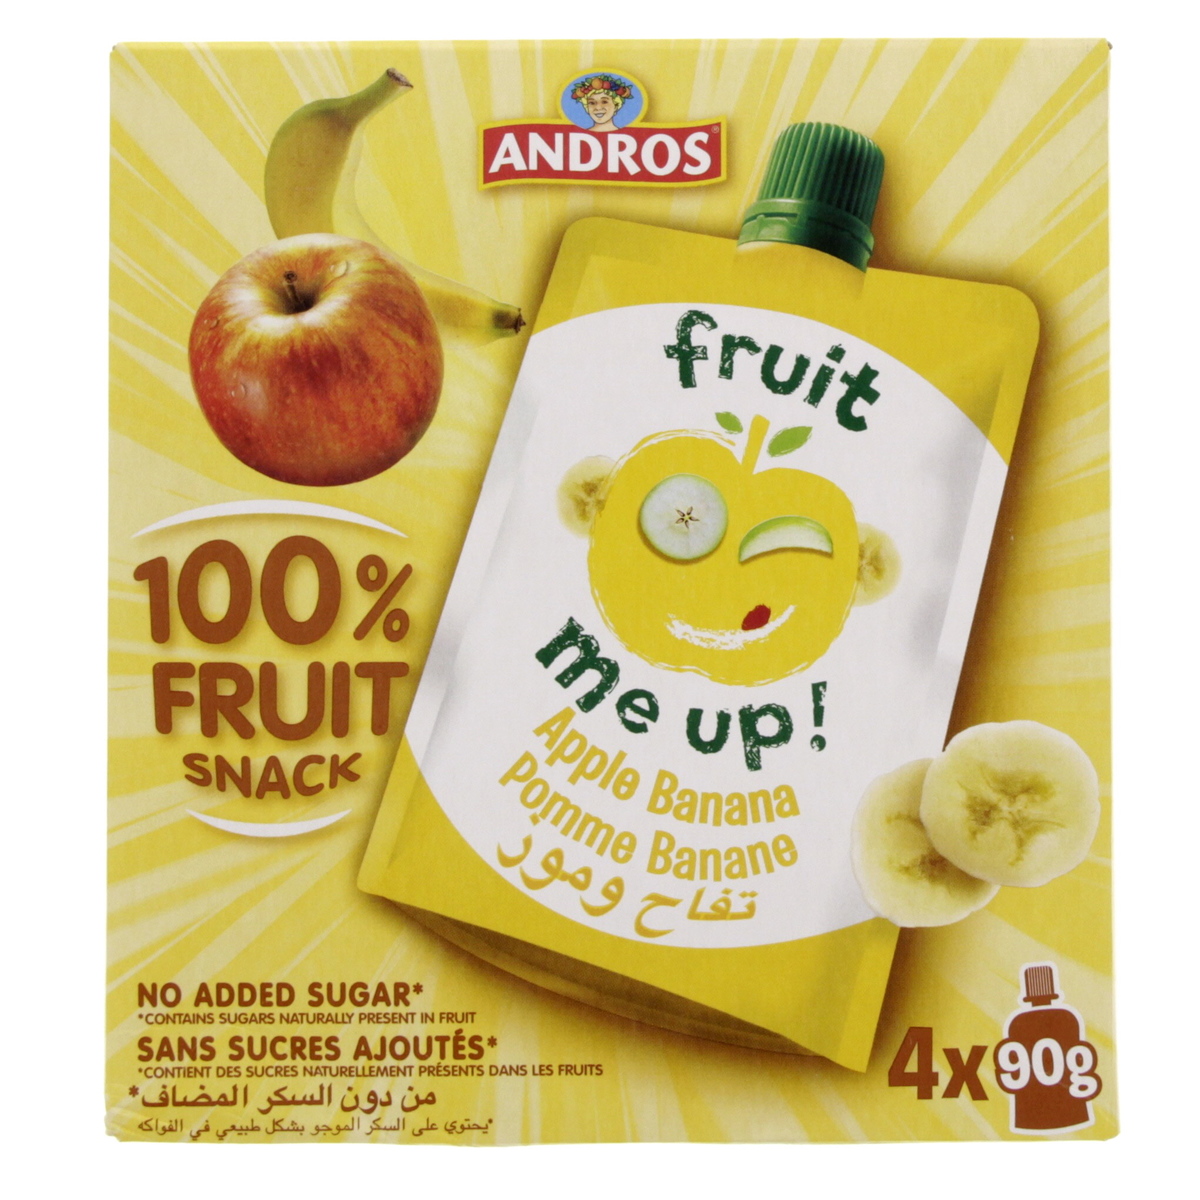 ANDROS
fruit
me up!
Apple Banana
Pomme Banane
تفاح وموز
100%
FRUIT
SNACK
NO ADDED SUGAR*
*CONTAINS SUGARS NATURALLY PRESENT IN FRUIT
SANS SUCRES AJOUTÉS*
*CONTIENT DES SUCRES NATURELLEMENT PRÉSENTS DANS LES FRUITS
من دون السكر المضاف*
*يحتوي على السكر الموجو بشكل طبيعي في الفواكه
4x90g